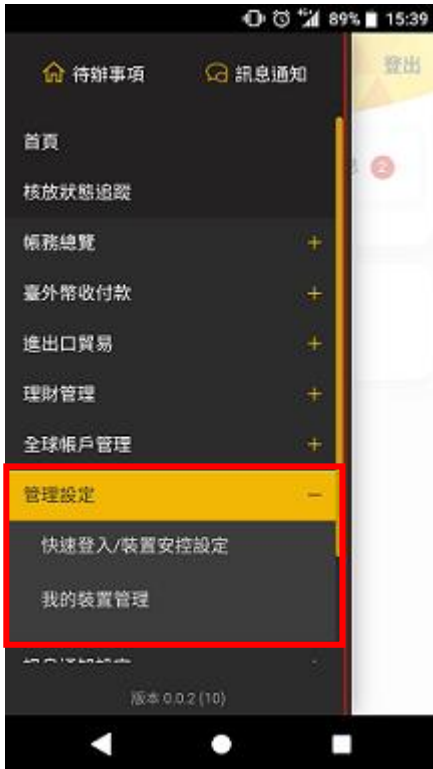 89% 15:39
待辦事項 訊息通知 登出
首頁
2
核放狀態追蹤
帳務總覽 +
臺外幣收付款 +
進出口貿易 +
理財管理 +
全球帳戶管理 +
管理設定 −
快速登入/裝置安控設定
我的裝置管理
版本 0.0.2 (10)